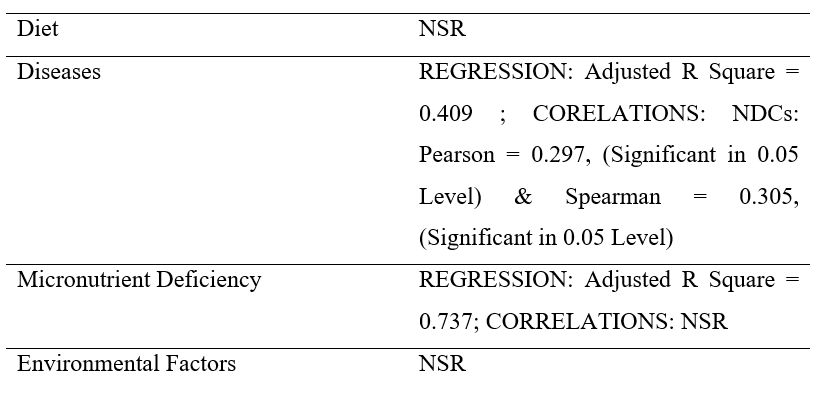 Diet NSR
Diseases REGRESSION: Adjusted R Square =
0.409 ; CORELATIONS: NDCs:
Pearson = 0.297, (Significant in 0.05
Level) & Spearman = 0.305,
(Significant in 0.05 Level)
Micronutrient Deficiency REGRESSION: Adjusted R Square =
0.737; CORRELATIONS: NSR
Environmental Factors NSR